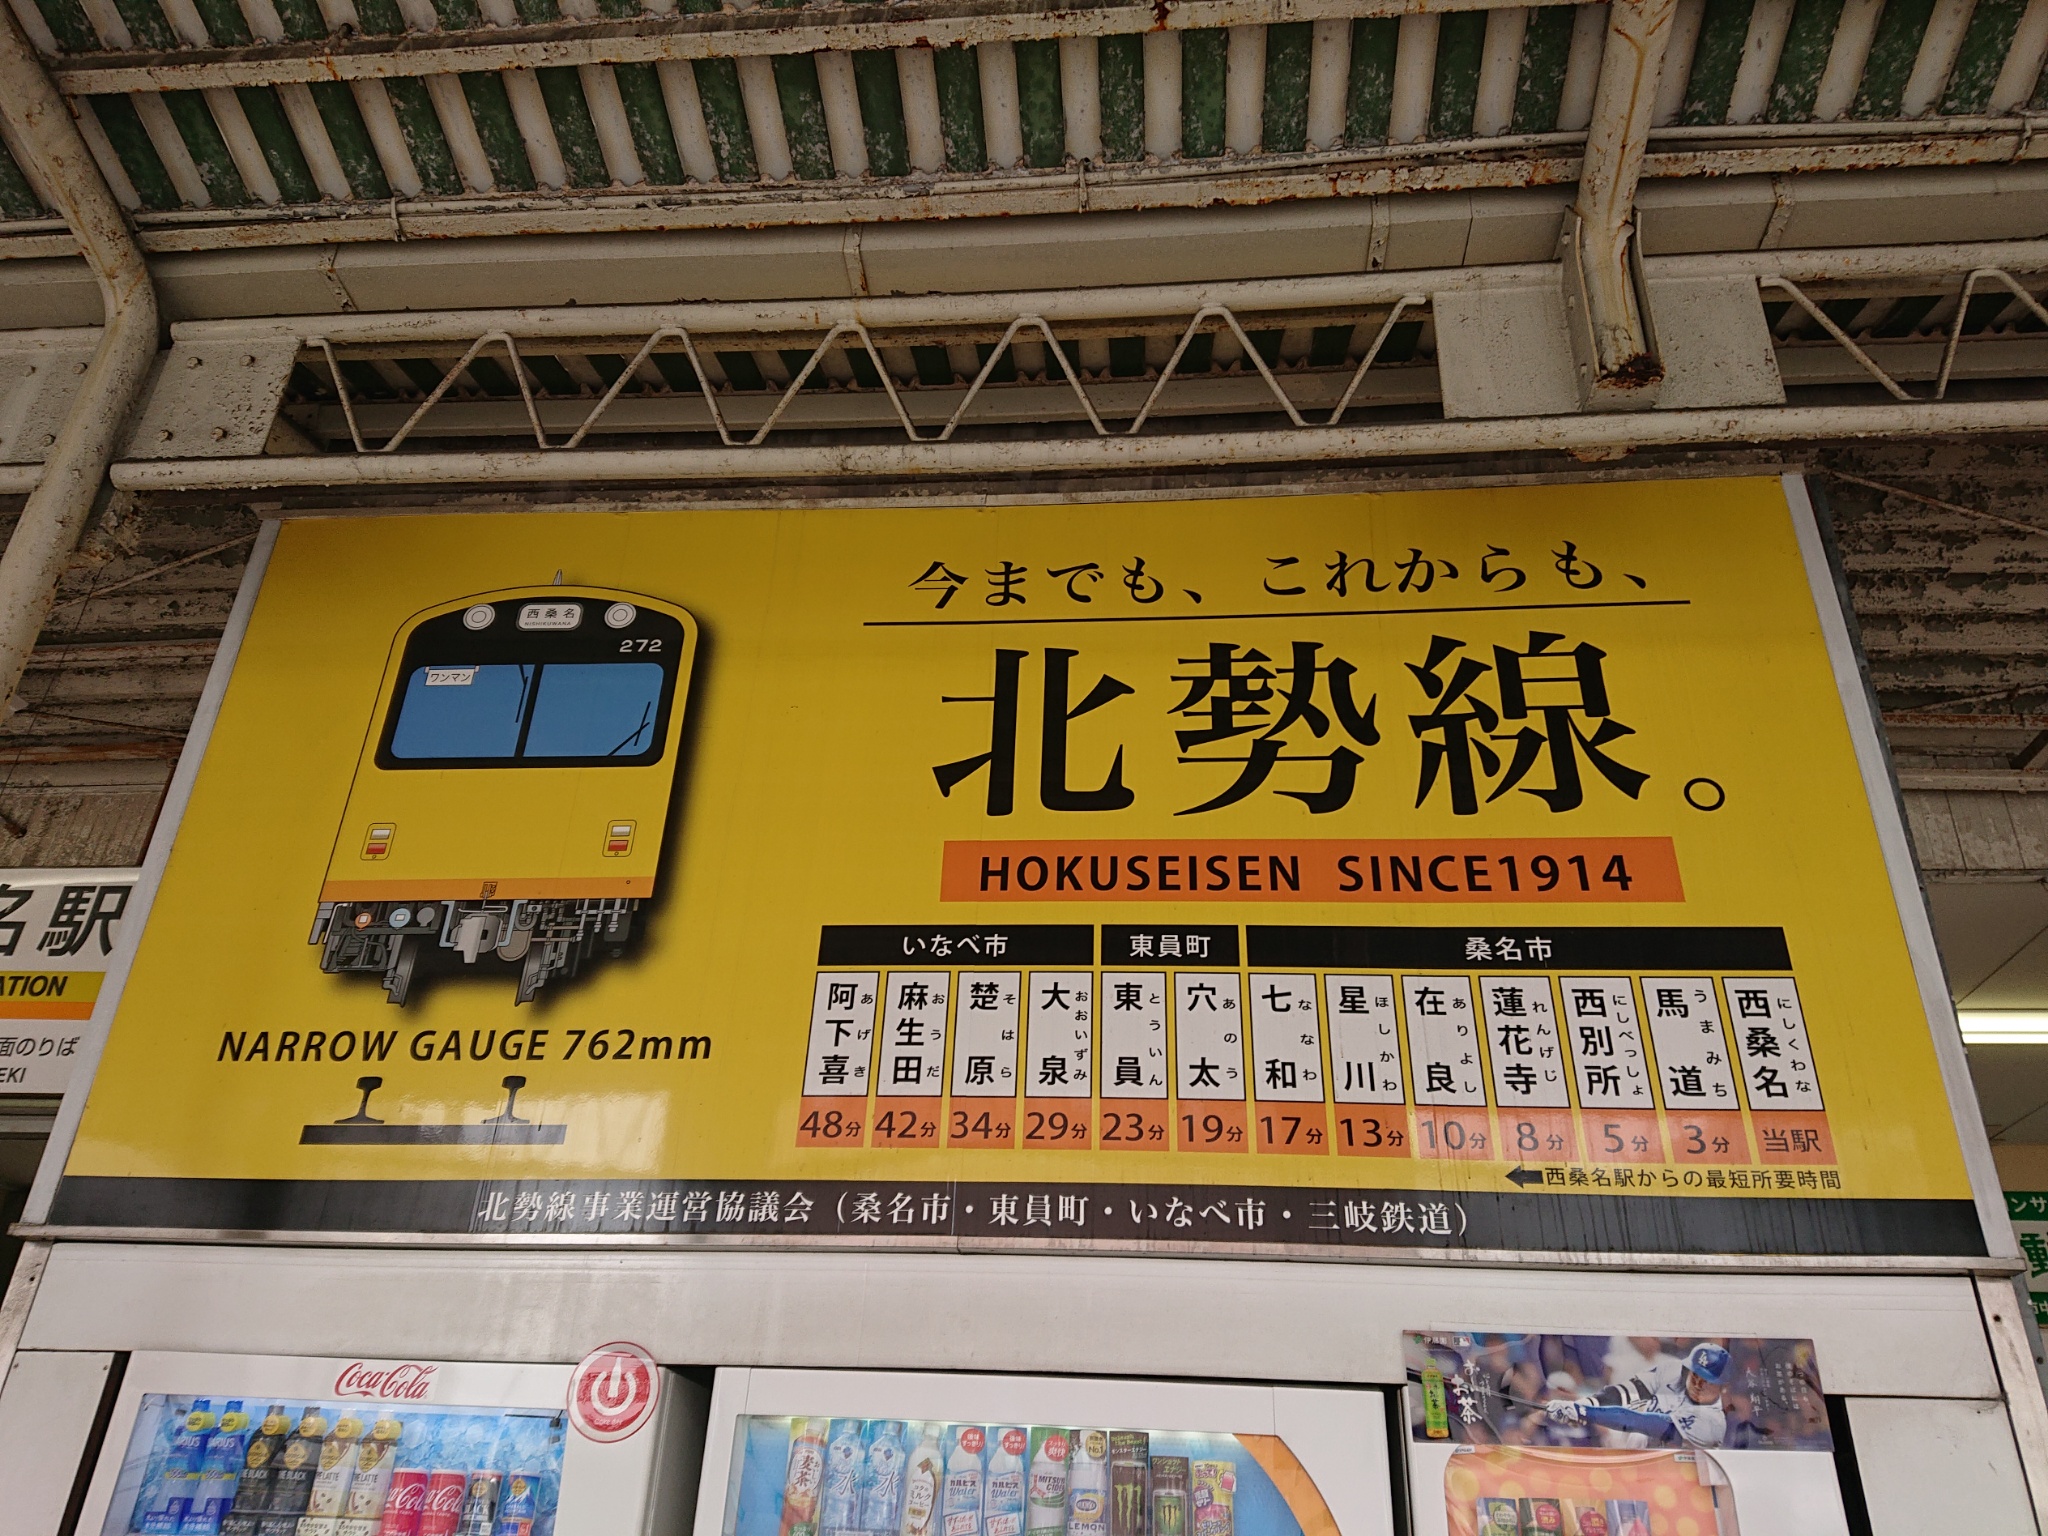 今までも、これからも、
北勢線。
HOKUSEISEN SINCE1914
西桑名
NISHIKUWANA
272
ワンマン
NARROW GAUGE 762mm
いなべ市 東員町 桑名市
阿下喜 麻生田 楚原 大泉 東員 穴太 七和 星川 在良 蓮花寺 西別所 馬道 西桑名
あげき おうだ そはら おおいずみ とういん あのう ななわ ほしかわ ありよし れんげじ にしべっしょ うまみち にしくわな
48分 42分 34分 29分 23分 19分 17分 13分 10分 8分 5分 3分 当駅
西桑名駅からの最短所要時間
北勢線事業運営協議会(桑名市・東員町・いなべ市・三岐鉄道)
名駅
ATION
面のりば
EKI
Coca-Cola
お〜いお茶
麦茶
LEMON
Water
Water